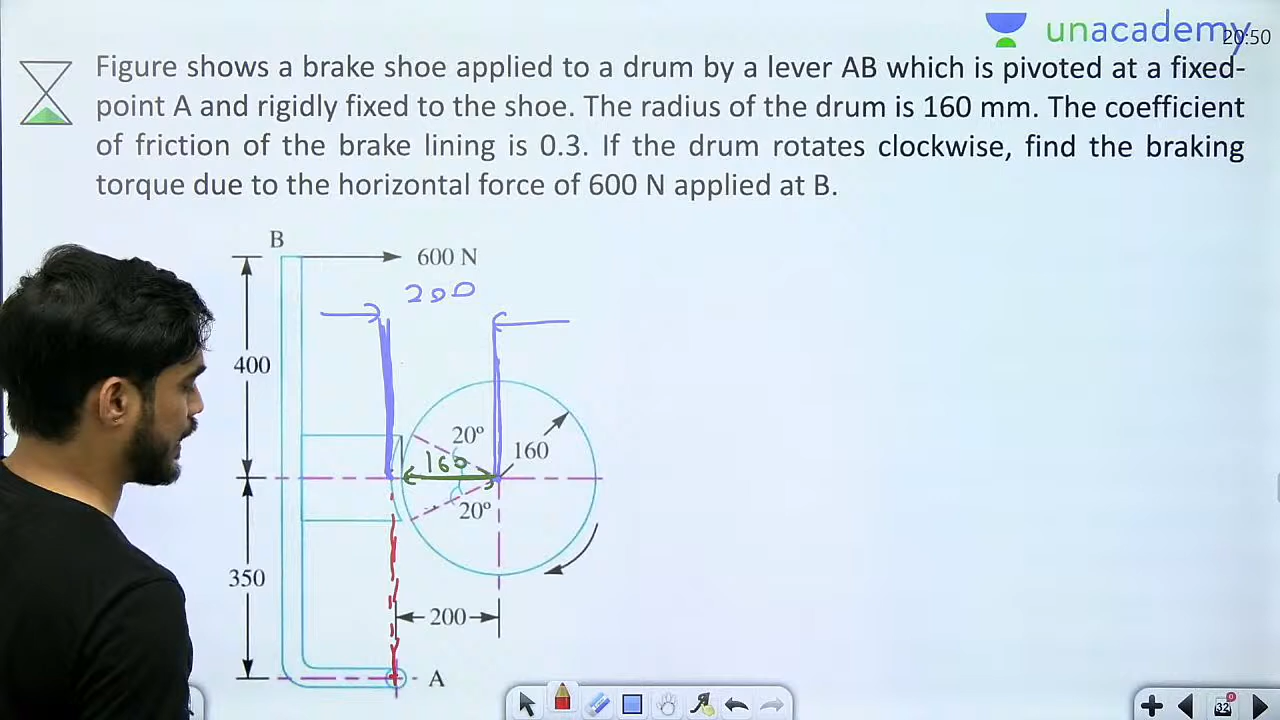 unacademy
20:50
Figure shows a brake shoe applied to a drum by a lever AB which is pivoted at a fixed-
point A and rigidly fixed to the shoe. The radius of the drum is 160 mm. The coefficient
of friction of the brake lining is 0.3. If the drum rotates clockwise, find the braking
torque due to the horizontal force of 600 N applied at B.
B
600 N
200
400
20º
160
160
20º
350
200
A
32